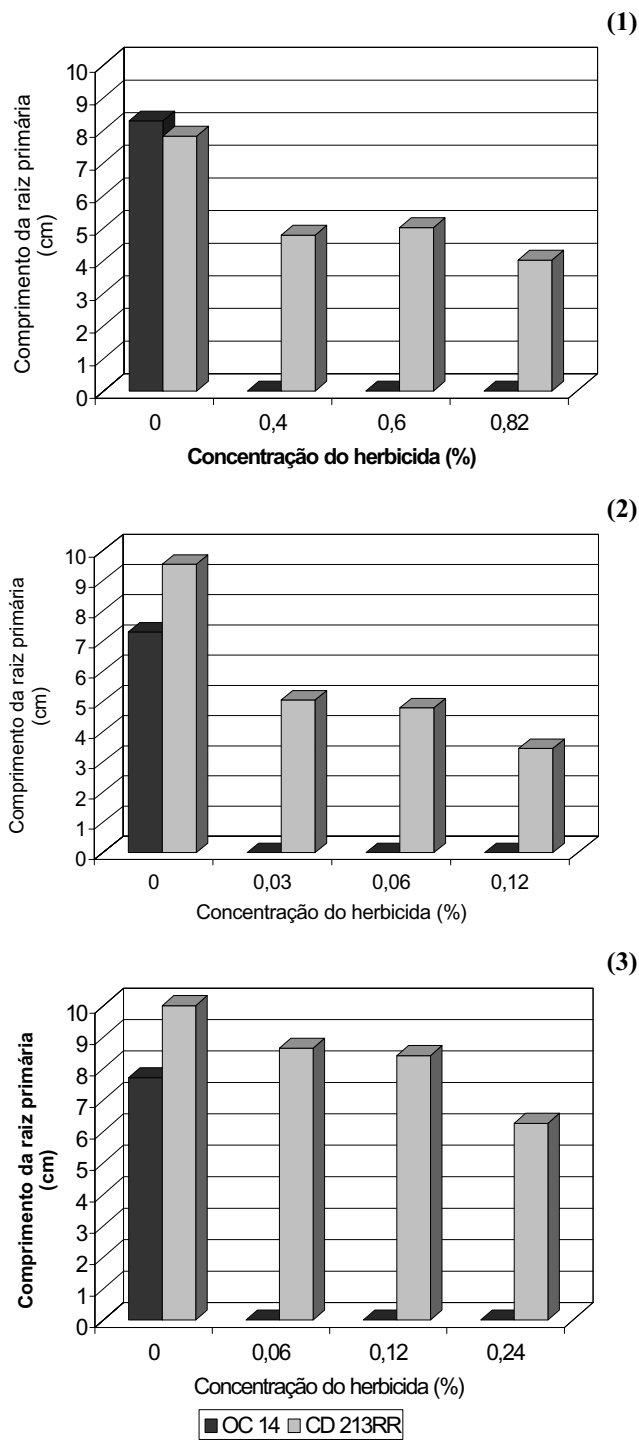 (1)
Comprimento da raiz primária
(cm)
10
9
8
7
6
5
4
3
2
1
0
0 0,4 0,6 0,82
Concentração do herbicida (%)
(2)
Comprimento da raiz primária
(cm)
10
9
8
7
6
5
4
3
2
1
0
0 0,03 0,06 0,12
Concentração do herbicida (%)
(3)
Comprimento da raiz primária
(cm)
10
9
8
7
6
5
4
3
2
1
0
0 0,06 0,12 0,24
Concentração do herbicida (%)
OC 14 CD 213RR